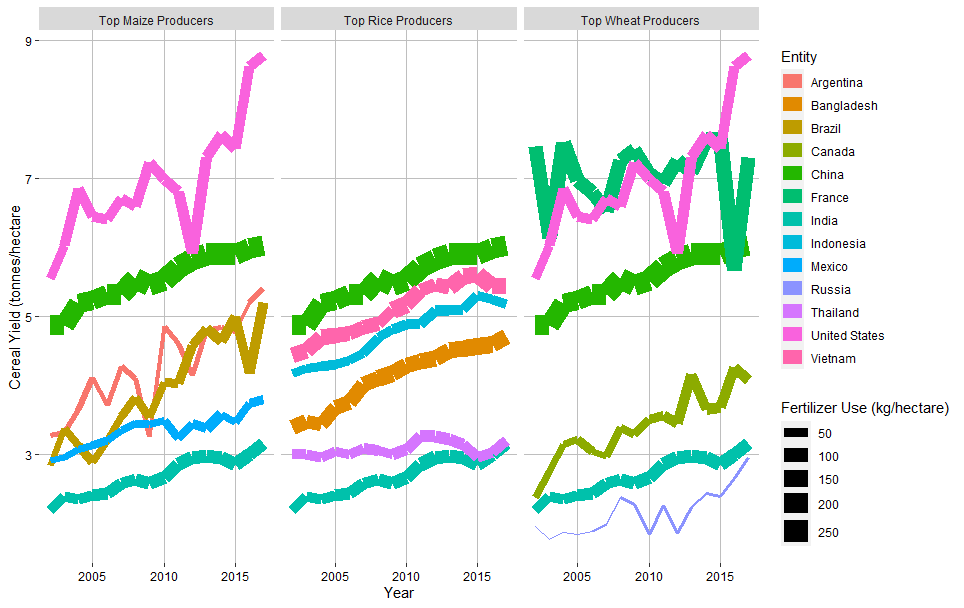 Top Maize Producers
Top Rice Producers
Top Wheat Producers
Cereal Yield (tonnes/hectare)
9
7
5
3
2005
2010
2015
2005
2010
2015
2005
2010
2015
Year
Entity
Argentina
Bangladesh
Brazil
Canada
China
France
India
Indonesia
Mexico
Russia
Thailand
United States
Vietnam
Fertilizer Use (kg/hectare)
50
100
150
200
250